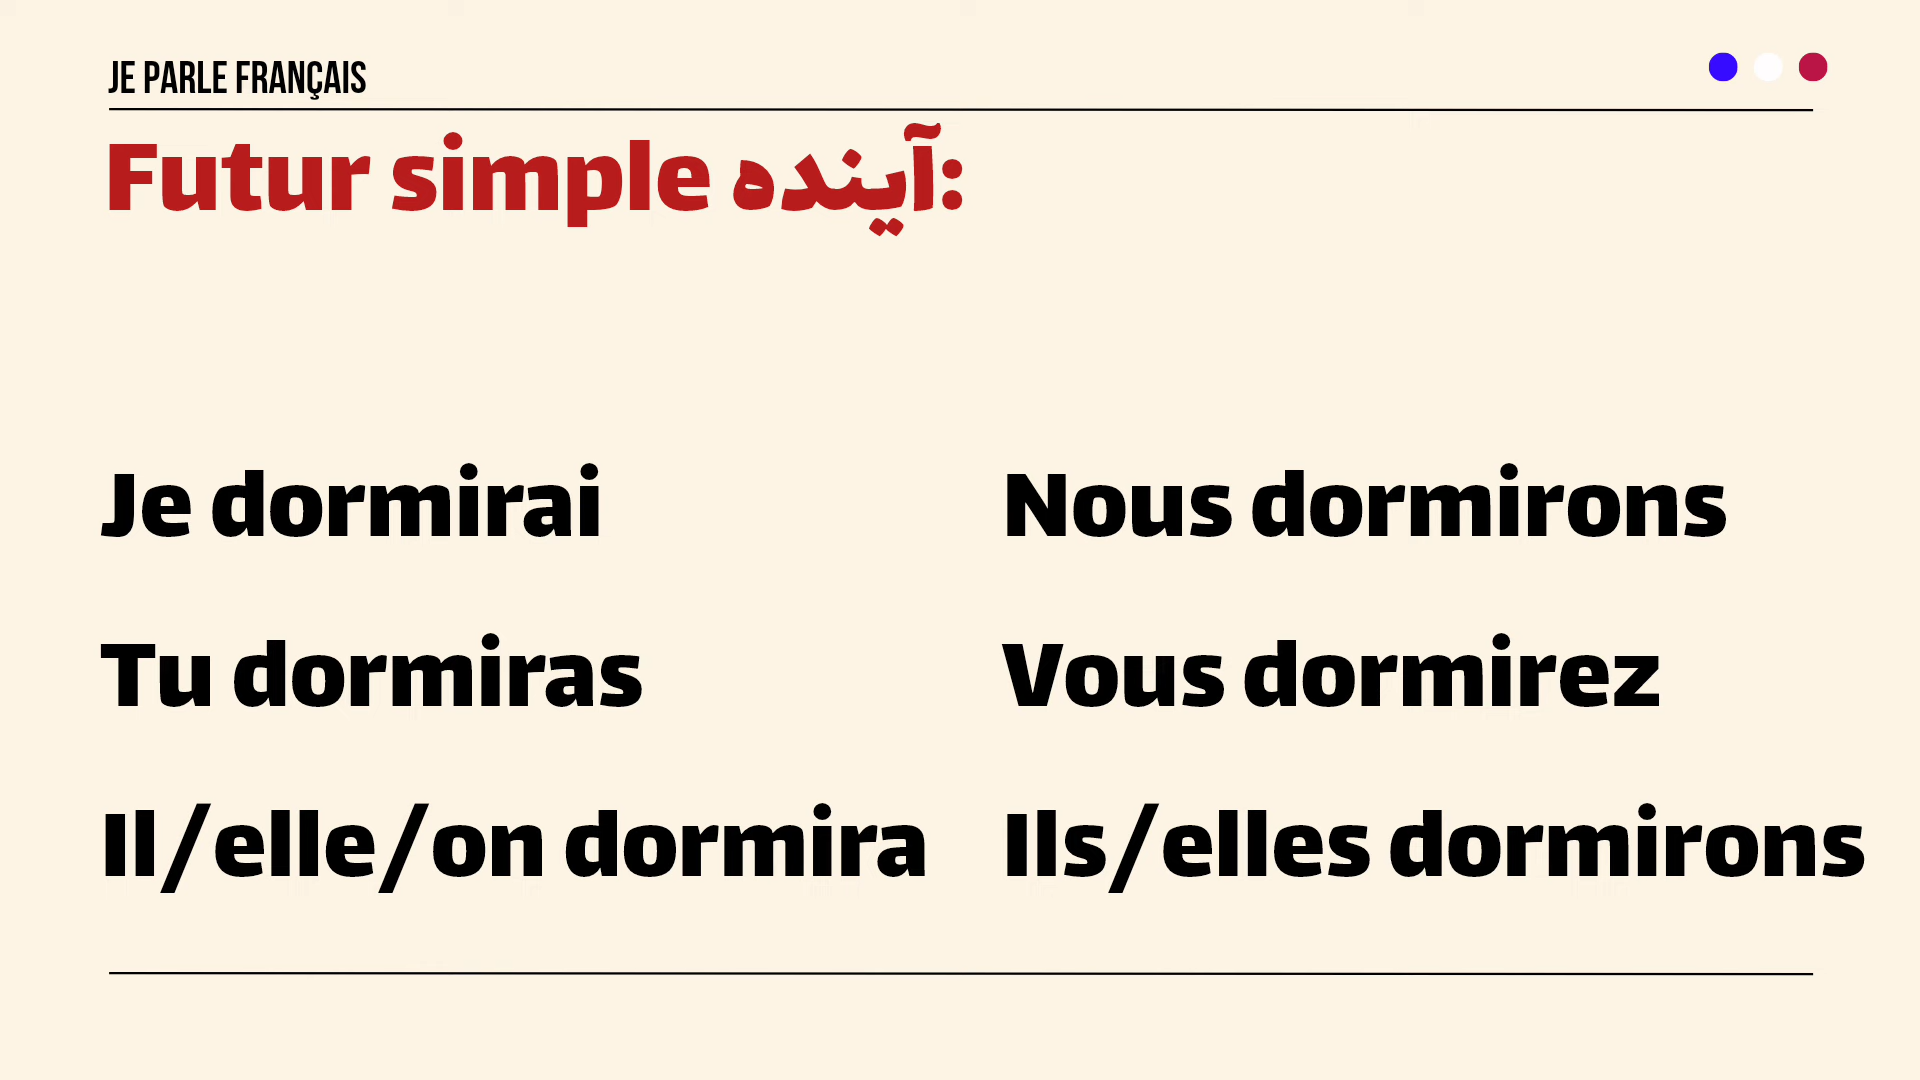 JE PARLE FRANÇAIS
Futur simple آینده:
Je dormirai
Tu dormiras
Il/elle/on dormira
Nous dormirons
Vous dormirez
Ils/elles dormirons